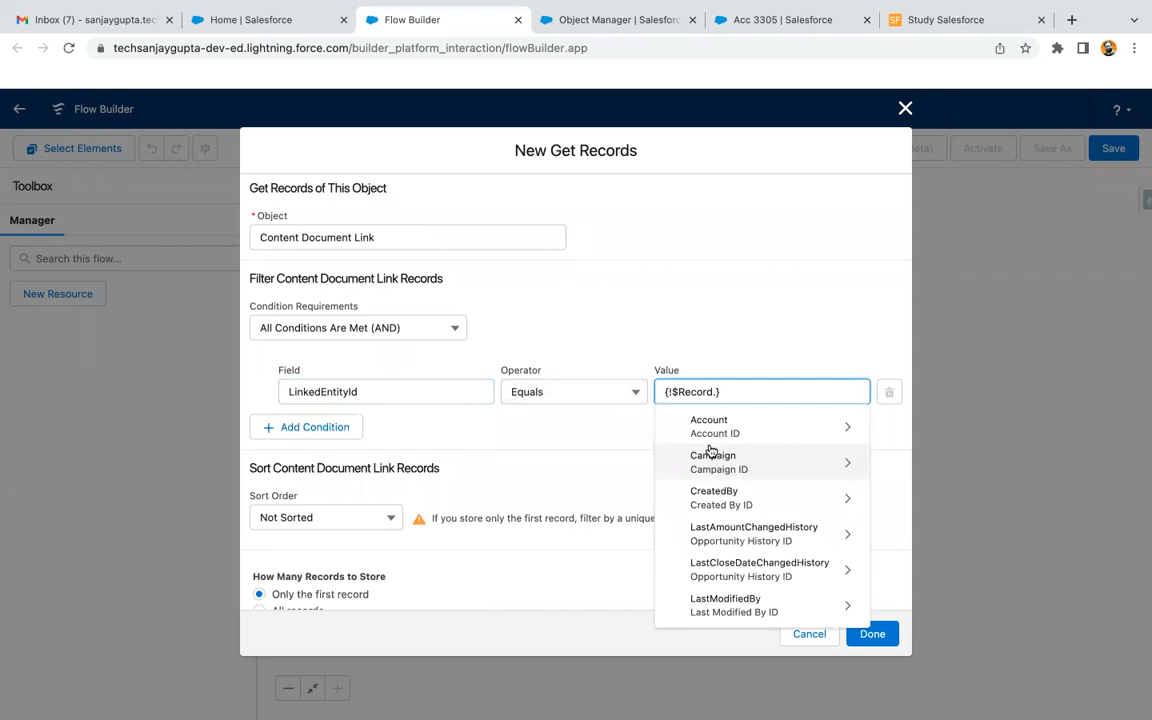 Inbox (7) - sanjaygupta.tec
Home | Salesforce
Flow Builder
Object Manager | Salesforc
Acc 3305 | Salesforce
SF Study Salesforce
techsanjaygupta-dev-ed.lightning.force.com/builder_platform_interaction/flowBuilder.app
Flow Builder
?
Select Elements
Activate
Save As
Save
Toolbox
Manager
Search this flow...
New Resource
New Get Records
Get Records of This Object
* Object
Content Document Link
Filter Content Document Link Records
Condition Requirements
All Conditions Are Met (AND)
Field
Operator
Value
LinkedEntityId
Equals
{!$Record.}
Account
Account ID
Campaign
Campaign ID
CreatedBy
Created By ID
LastAmountChangedHistory
Opportunity History ID
LastCloseDateChangedHistory
Opportunity History ID
LastModifiedBy
Last Modified By ID
+ Add Condition
Sort Content Document Link Records
Sort Order
Not Sorted
If you store only the first record, filter by a unique
How Many Records to Store
Only the first record
All records
Cancel
Done